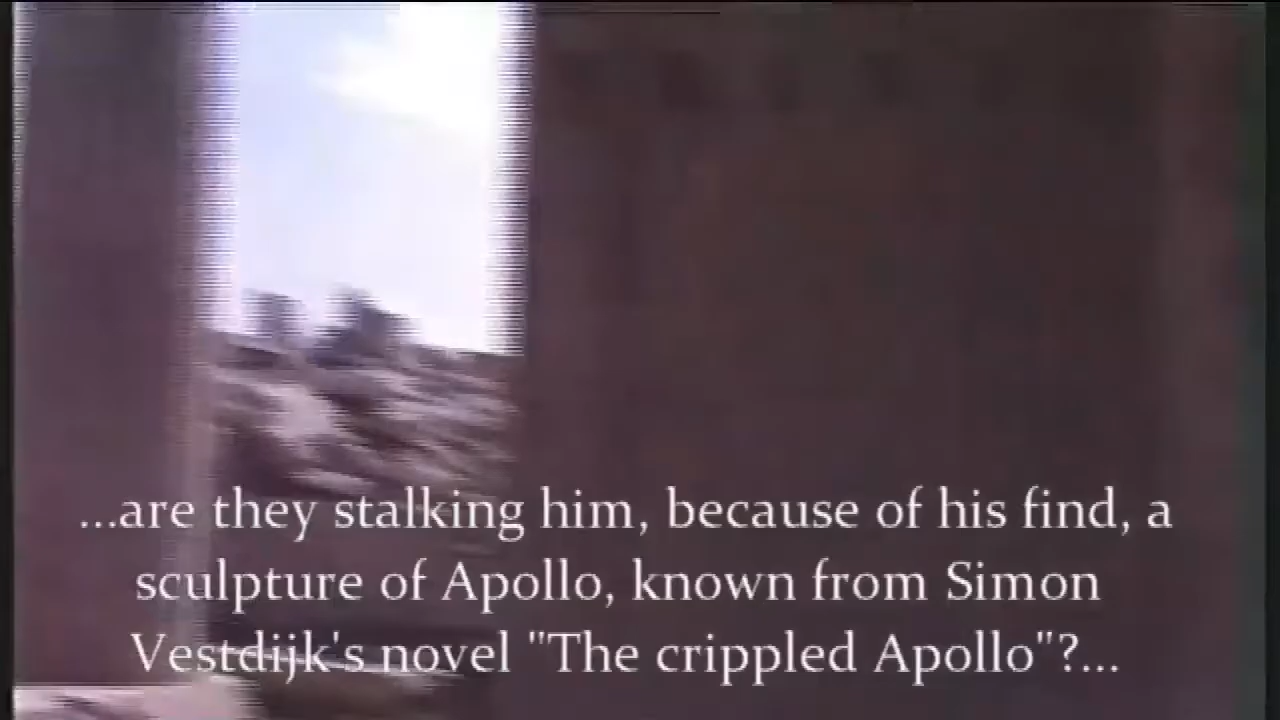 ...are they stalking him, because of his find, a
sculpture of Apollo, known from Simon
Vestdijk's novel "The crippled Apollo"?...